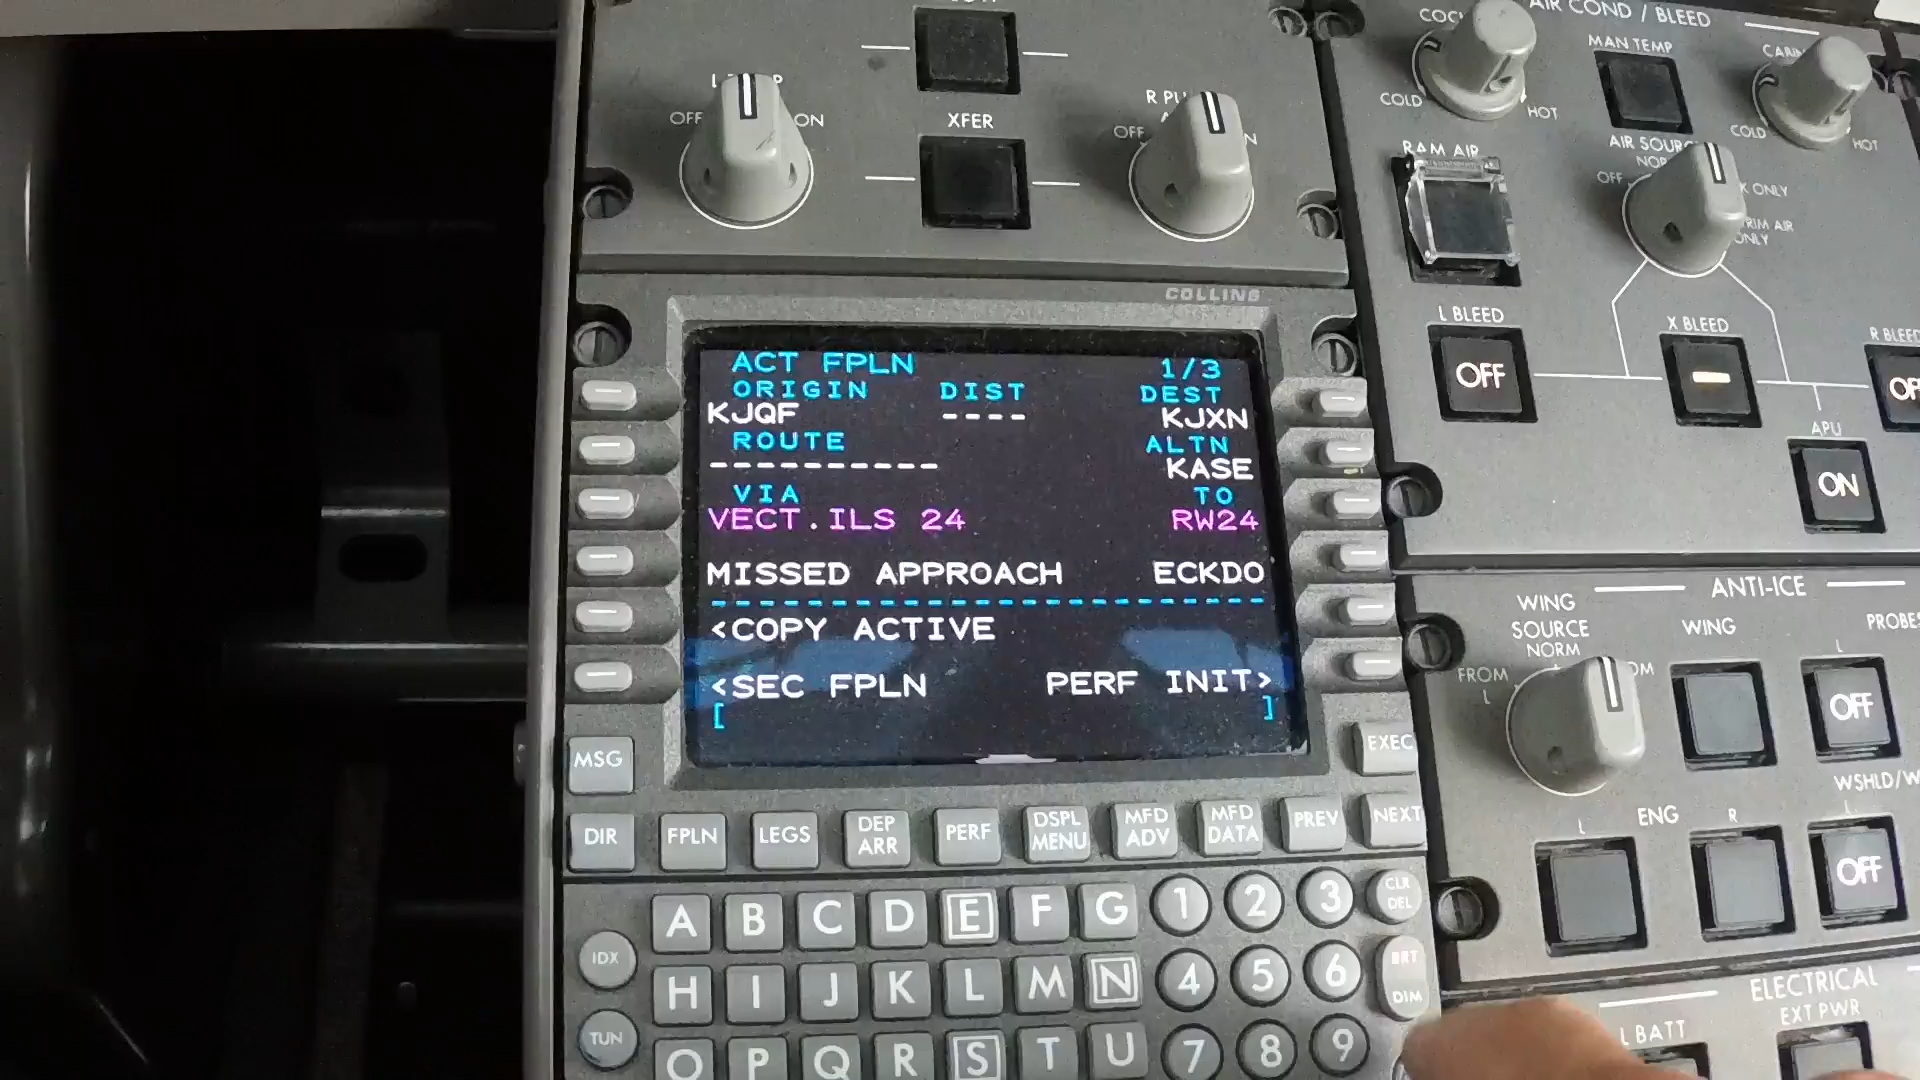 OFF ON
XFER
OFF
COLD HOT
AIR COND / BLEED
MAN TEMP
COLD HOT
RAM AIR
OFF
L BLEED
OFF
X BLEED
APU
ON
COLLINS
ACT FPLN 1/3
ORIGIN DIST DEST
KJQF ---- KJXN
ROUTE ALTN
---------- KASE
VIA TO
VECT.ILS 24 RW24
MISSED APPROACH ECKDO
-----------------------
<COPY ACTIVE
<SEC FPLN PERF INIT>
[ ]
MSG EXEC
DIR FPLN LEGS DEP ARR PERF DSPL MENU MFD ADV MFD DATA PREV NEXT
A B C D E F G 1 2 3 CLR DEL
IDX H I J K L M N 4 5 6 BRT DIM
TUN O P Q R S T U 7 8 9
ANTI-ICE
WING SOURCE
NORM
FROM L
WING
L
OFF
ENG
L R
L
OFF
ELECTRICAL
L BATT
EXT PWR